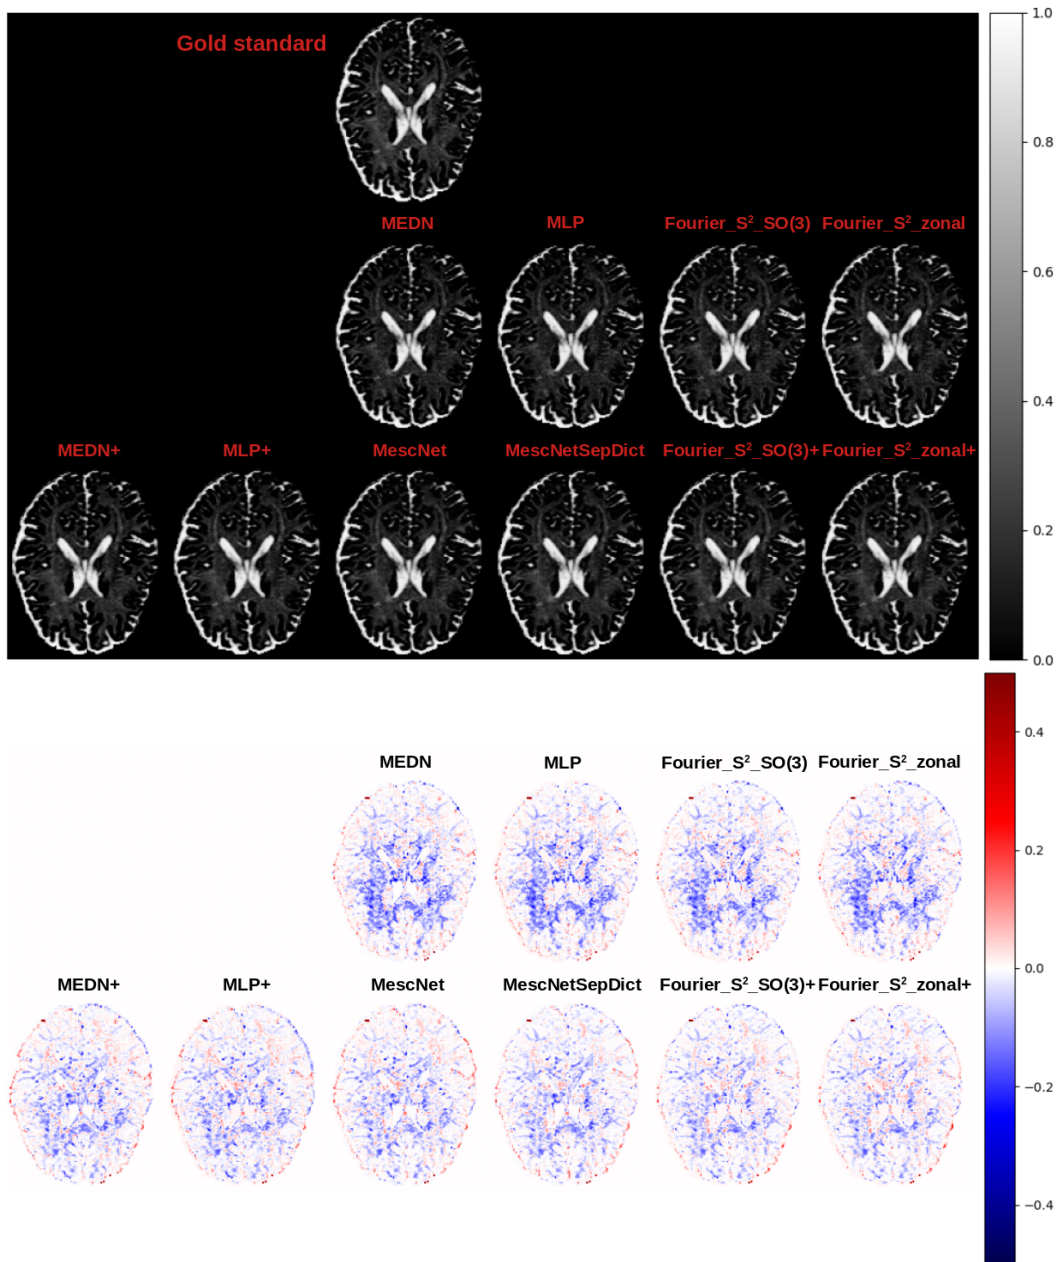 Gold standard
1.0
MEDN MLP Fourier_S²_SO(3) Fourier_S²_zonal
0.8
0.6
0.4
MEDN+ MLP+ MescNet MescNetSepDict Fourier_S²_SO(3)+ Fourier_S²_zonal+
0.2
0.0
0.4
MEDN MLP Fourier_S²_SO(3) Fourier_S²_zonal
0.2
0.0
MEDN+ MLP+ MescNet MescNetSepDict Fourier_S²_SO(3)+ Fourier_S²_zonal+
−0.2
−0.4